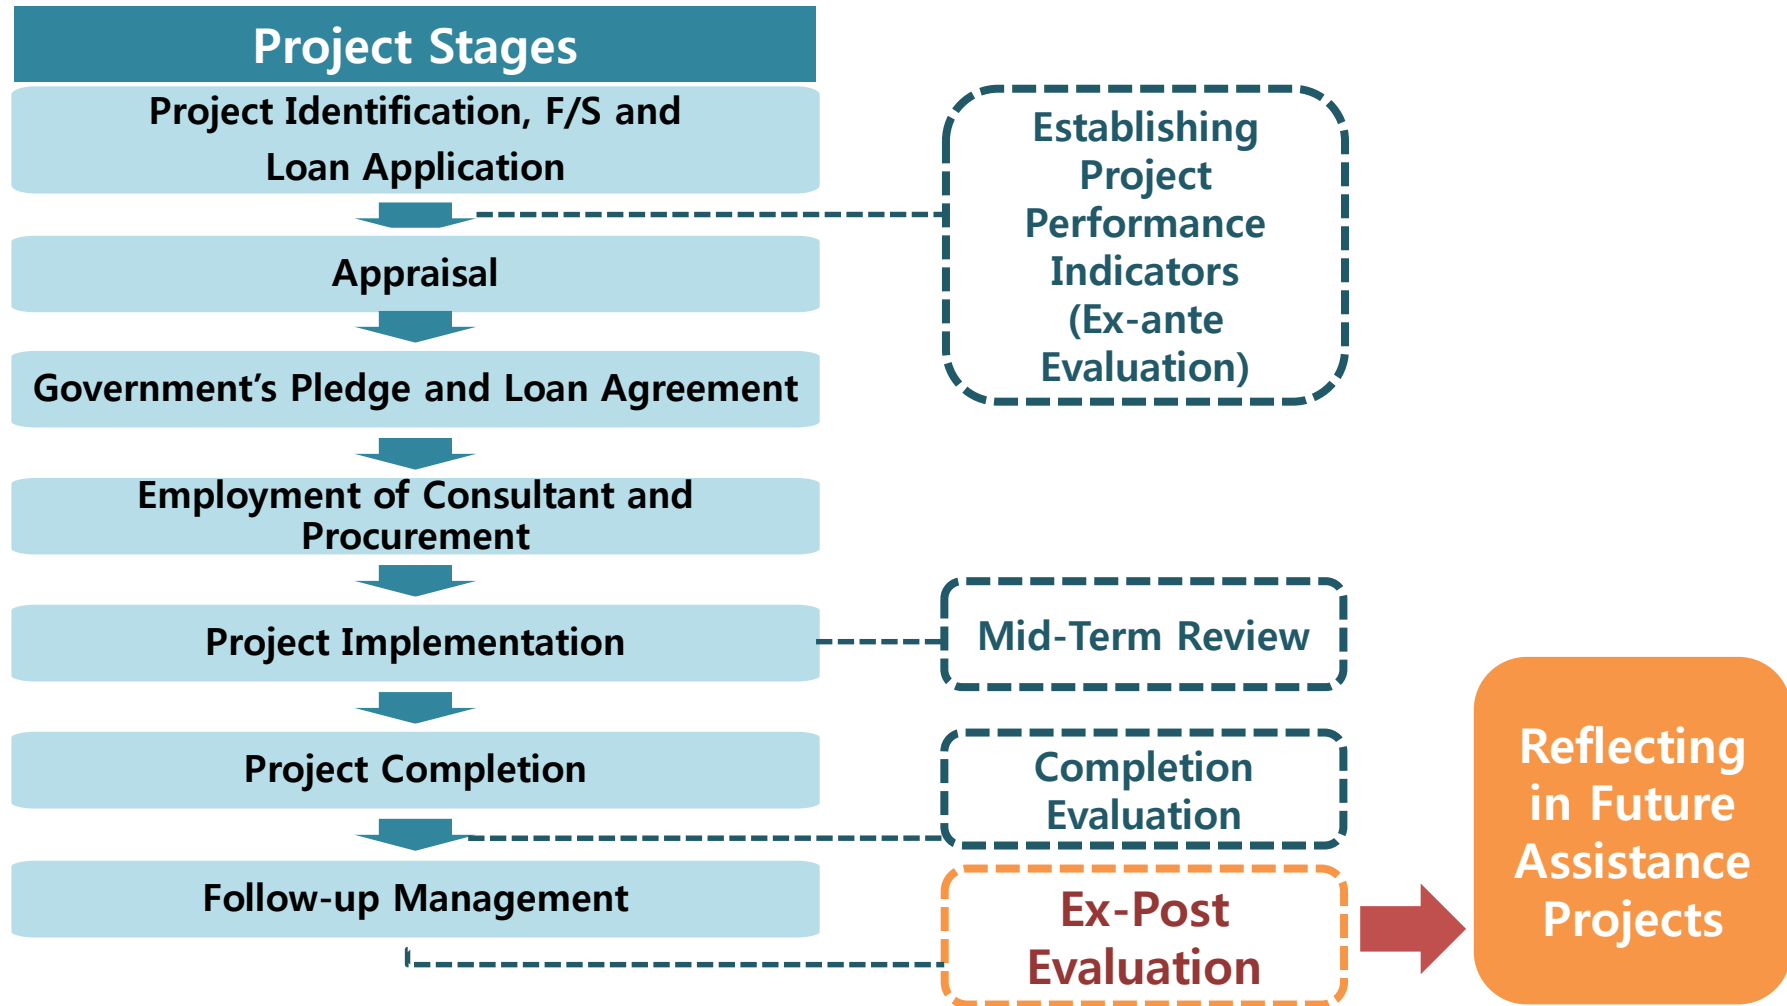 Project Stages
Project Identification, F/S and
Loan Application
Appraisal
Government’s Pledge and Loan Agreement
Employment of Consultant and
Procurement
Project Implementation
Project Completion
Follow-up Management
Establishing
Project
Performance
Indicators
(Ex-ante
Evaluation)
Mid-Term Review
Completion
Evaluation
Ex-Post
Evaluation
Reflecting
in Future
Assistance
Projects